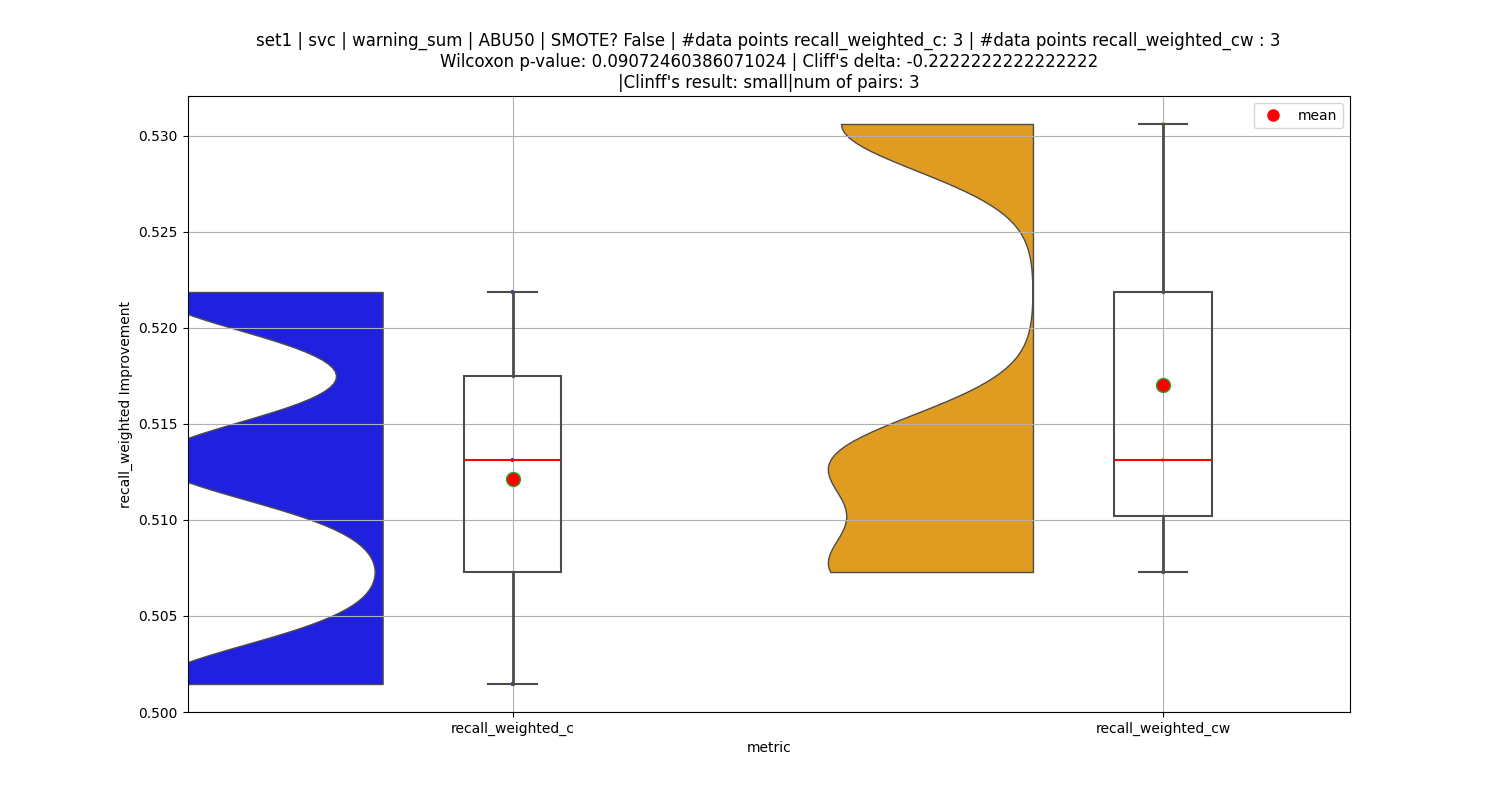 set1 | svc | warning_sum | ABU50 | SMOTE? False | #data points recall_weighted_c: 3 | #data points recall_weighted_cw : 3
Wilcoxon p-value: 0.09072460386071024 | Cliff's delta: -0.2222222222222222
|Clinff's result: small|num of pairs: 3
mean
0.530
0.525
0.520
0.515
0.510
0.505
0.500
recall_weighted Improvement
recall_weighted_c
recall_weighted_cw
metric